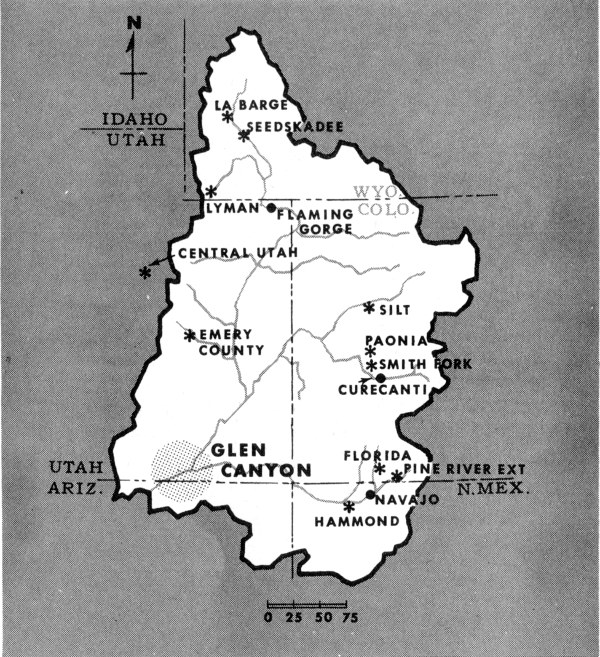 N
LA BARGE
SEEDSKADEE
IDAHO
UTAH
WYO.
COLO.
LYMAN
FLAMING
GORGE
CENTRAL UTAH
SILT
EMERY
COUNTY
PAONIA
SMITH FORK
CURECANTI
GLEN
CANYON
FLORIDA
PINE RIVER EXT
UTAH
ARIZ.
N.MEX.
NAVAJO
HAMMOND
0 25 50 75